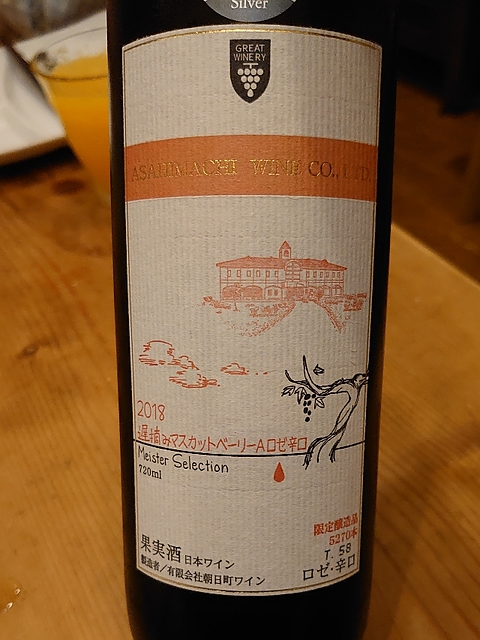 Silver
GREAT
WINERY
ASAHIMACHI WINE CO., LTD.
2018
遅摘みマスカットベーリーAロゼ辛口
Meister Selection
720ml
限定醸造品
5270本
T. 58
ロゼ・辛口
果実酒 日本ワイン
製造者/有限会社朝日町ワイン